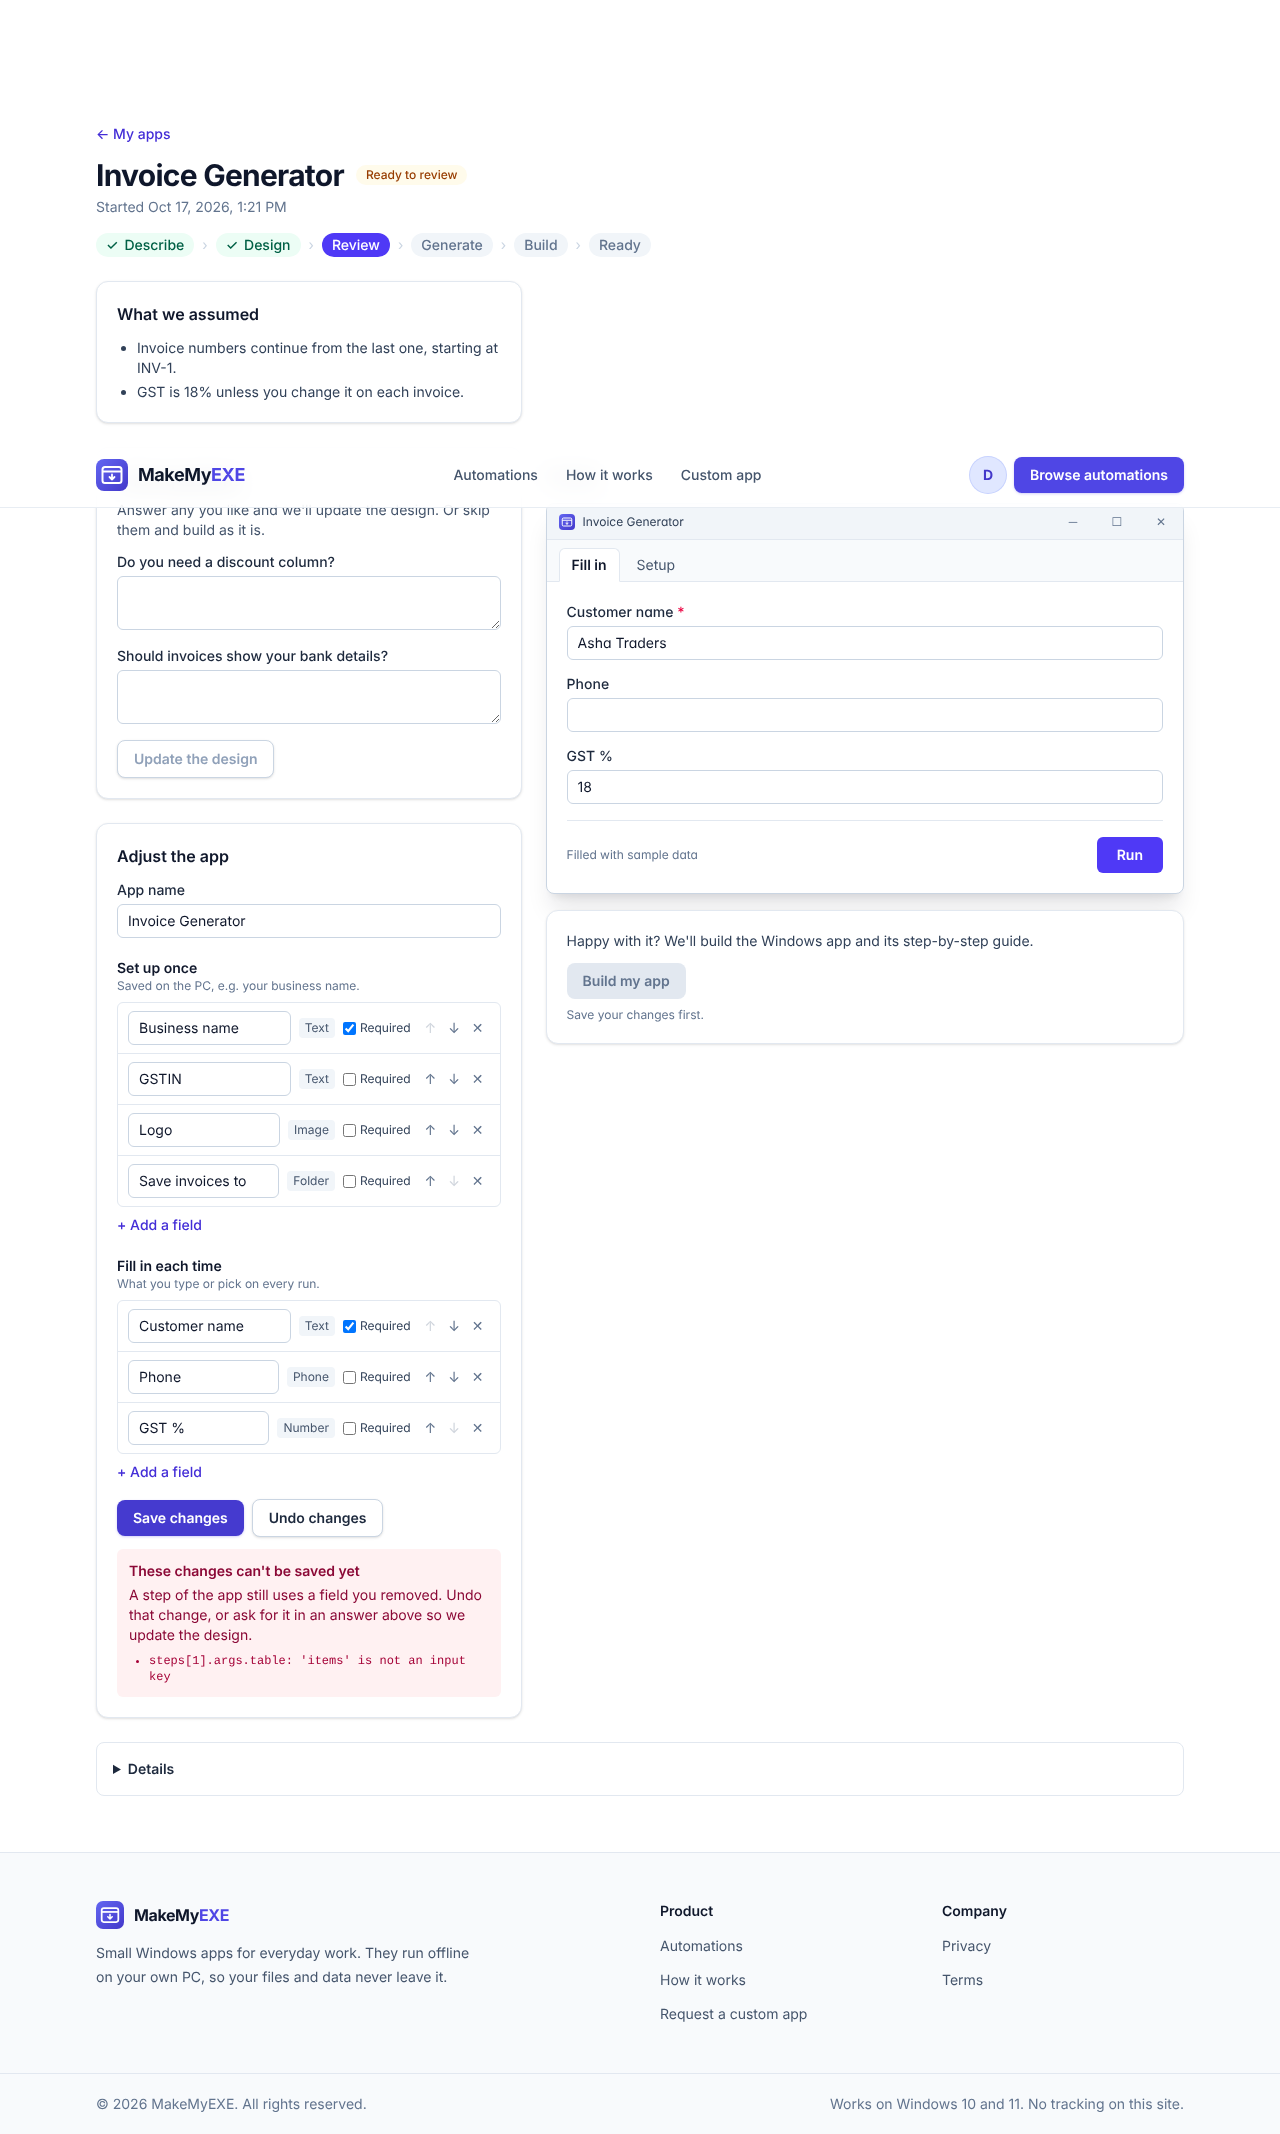 ← My apps
Invoice Generator Ready to review
Started Oct 17, 2026, 1:21 PM
✓ Describe › ✓ Design › Review › Generate › Build › Ready
What we assumed
• Invoice numbers continue from the last one, starting at
INV-1.
• GST is 18% unless you change it on each invoice.
MakeMyEXE Automations How it works Custom app D Browse automations
Answer any you like and we'll update the design. Or skip
them and build as it is.
Do you need a discount column?
Should invoices show your bank details?
Update the design
Adjust the app
App name
Invoice Generator
Set up once
Saved on the PC, e.g. your business name.
Business name Text Required ↑ ↓ ✕
GSTIN Text Required ↑ ↓ ✕
Logo Image Required ↑ ↓ ✕
Save invoices to Folder Required ↑ ↓ ✕
+ Add a field
Fill in each time
What you type or pick on every run.
Customer name Text Required ↑ ↓ ✕
Phone Phone Required ↑ ↓ ✕
GST % Number Required ↑ ↓ ✕
+ Add a field
Save changes Undo changes
These changes can't be saved yet
A step of the app still uses a field you removed. Undo
that change, or ask for it in an answer above so we
update the design.
• steps[1].args.table: 'items' is not an input
key
Invoice Generator
Fill in Setup
Customer name *
Asha Traders
Phone
GST %
18
Filled with sample data Run
Happy with it? We'll build the Windows app and its step-by-step guide.
Build my app
Save your changes first.
▶ Details
MakeMyEXE
Small Windows apps for everyday work. They run offline
on your own PC, so your files and data never leave it.
Product
Automations
How it works
Request a custom app
Company
Privacy
Terms
© 2026 MakeMyEXE. All rights reserved.
Works on Windows 10 and 11. No tracking on this site.